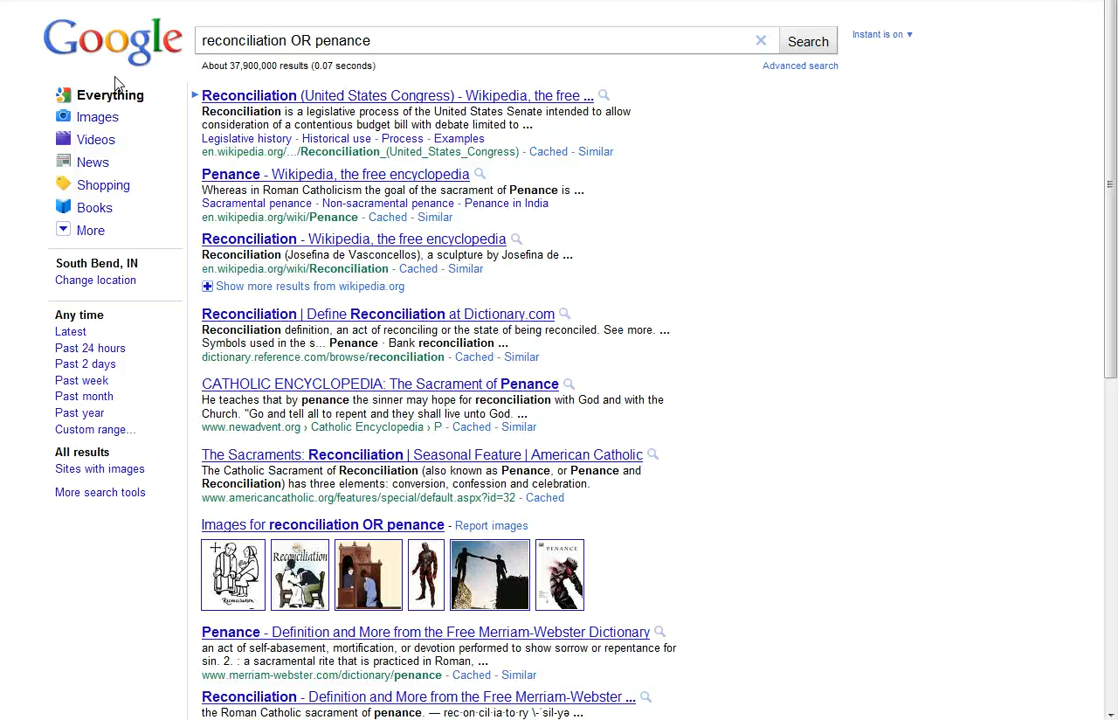 Google
reconciliation OR penance
Search
Instant is on ▼
About 37,900,000 results (0.07 seconds)
Advanced search
Everything
Images
Videos
News
Shopping
Books
More
South Bend, IN
Change location
Any time
Latest
Past 24 hours
Past 2 days
Past week
Past month
Past year
Custom range...
All results
Sites with images
More search tools
Reconciliation (United States Congress) - Wikipedia, the free ...
Reconciliation is a legislative process of the United States Senate intended to allow
consideration of a contentious budget bill with debate limited to ...
Legislative history - Historical use - Process - Examples
en.wikipedia.org/.../Reconciliation_(United_States_Congress) - Cached - Similar
Penance - Wikipedia, the free encyclopedia
Whereas in Roman Catholicism the goal of the sacrament of Penance is ...
Sacramental penance - Non-sacramental penance - Penance in India
en.wikipedia.org/wiki/Penance - Cached - Similar
Reconciliation - Wikipedia, the free encyclopedia
Reconciliation (Josefina de Vasconcellos), a sculpture by Josefina de ...
en.wikipedia.org/wiki/Reconciliation - Cached - Similar
Show more results from wikipedia.org
Reconciliation | Define Reconciliation at Dictionary.com
Reconciliation definition, an act of reconciling or the state of being reconciled. See more. ...
Symbols used in the s... Penance · Bank reconciliation ...
dictionary.reference.com/browse/reconciliation - Cached - Similar
CATHOLIC ENCYCLOPEDIA: The Sacrament of Penance
He teaches that by penance the sinner may hope for reconciliation with God and with the
Church. "Go and tell all to repent and they shall live unto God. ...
www.newadvent.org › Catholic Encyclopedia › P - Cached - Similar
The Sacraments: Reconciliation | Seasonal Feature | American Catholic
The Catholic Sacrament of Reconciliation (also known as Penance, or Penance and
Reconciliation) has three elements: conversion, confession and celebration.
www.americancatholic.org/features/special/default.aspx?id=32 - Cached
Images for reconciliation OR penance - Report images
Reconciliation
Reconciliation
PENANCE
Penance - Definition and More from the Free Merriam-Webster Dictionary
an act of self-abasement, mortification, or devotion performed to show sorrow or repentance for
sin. 2. : a sacramental rite that is practiced in Roman, ...
www.merriam-webster.com/dictionary/penance - Cached - Similar
Reconciliation - Definition and More from the Free Merriam-Webster ...
the Roman Catholic sacrament of penance. — rec·on·cil·ia·to·ry \-ˈsil-yə ...